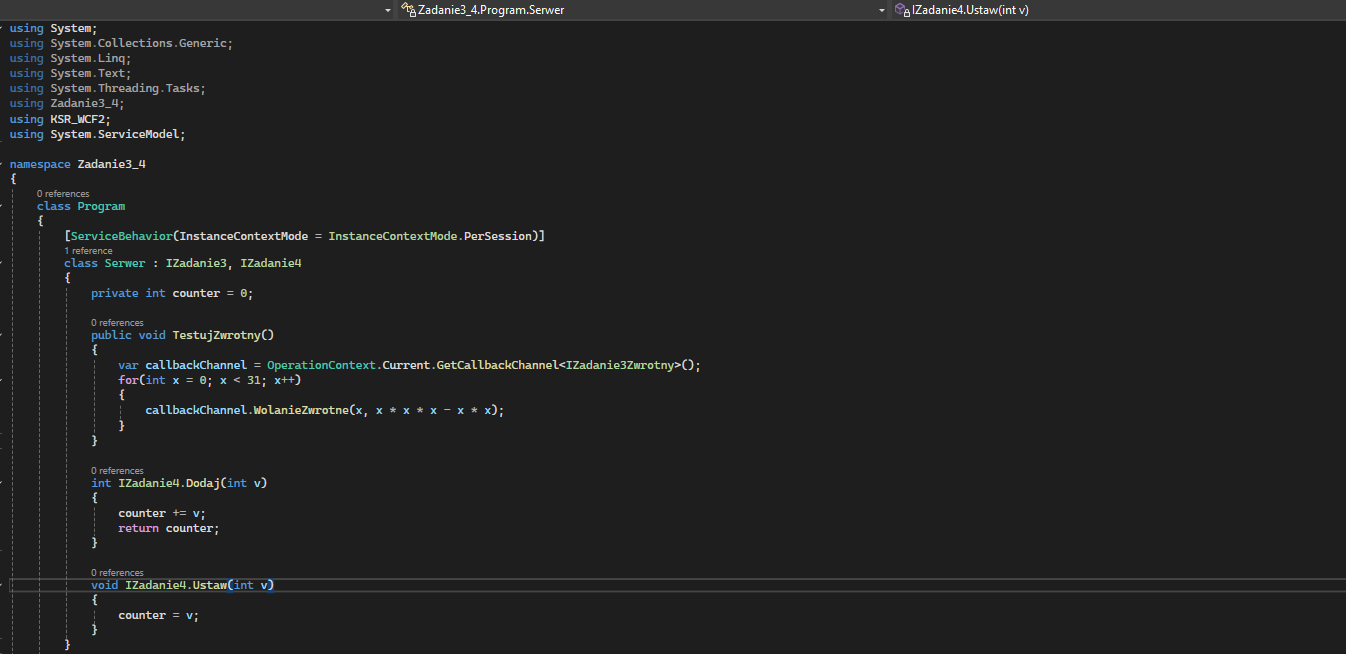 Zadanie3_4.Program.Serwer
IZadanie4.Ustaw(int v)
using System;
using System.Collections.Generic;
using System.Linq;
using System.Text;
using System.Threading.Tasks;
using Zadanie3_4;
using KSR_WCF2;
using System.ServiceModel;
namespace Zadanie3_4
{
0 references
class Program
{
[ServiceBehavior(InstanceContextMode = InstanceContextMode.PerSession)]
1 reference
class Serwer : IZadanie3, IZadanie4
{
private int counter = 0;
0 references
public void TestujZwrotny()
{
var callbackChannel = OperationContext.Current.GetCallbackChannel<IZadanie3Zwrotny>();
for(int x = 0; x < 31; x++)
{
callbackChannel.WolanieZwrotne(x, x * x * x - x * x);
}
}
0 references
int IZadanie4.Dodaj(int v)
{
counter += v;
return counter;
}
0 references
void IZadanie4.Ustaw(int v)
{
counter = v;
}
}